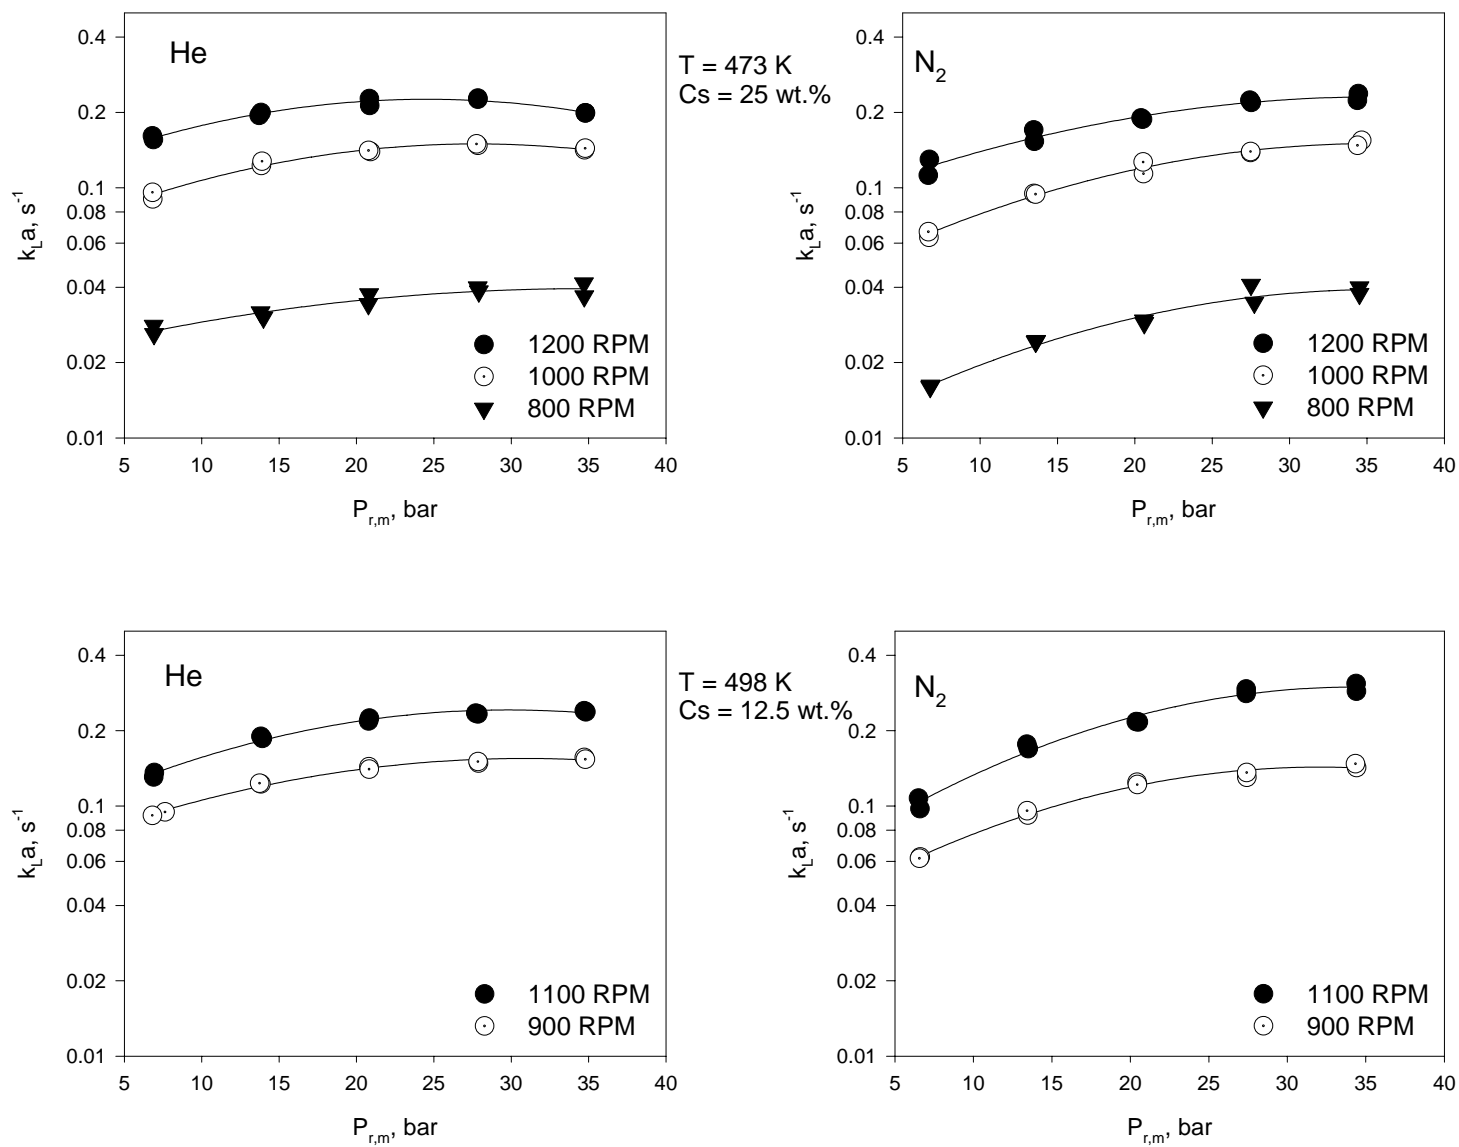 He
0.4
0.2
0.1
0.08
0.06
0.04
0.02
0.01
k_La, s^-1
1200 RPM
1000 RPM
800 RPM
5 10 15 20 25 30 35 40
P_r,m, bar
T = 473 K
Cs = 25 wt.%
N_2
0.4
0.2
0.1
0.08
0.06
0.04
0.02
0.01
k_La, s^-1
1200 RPM
1000 RPM
800 RPM
5 10 15 20 25 30 35 40
P_r,m, bar
He
0.4
0.2
0.1
0.08
0.06
0.04
0.02
0.01
k_La, s^-1
1100 RPM
900 RPM
5 10 15 20 25 30 35 40
P_r,m, bar
T = 498 K
Cs = 12.5 wt.%
N_2
0.4
0.2
0.1
0.08
0.06
0.04
0.02
0.01
k_La, s^-1
1100 RPM
900 RPM
5 10 15 20 25 30 35 40
P_r,m, bar